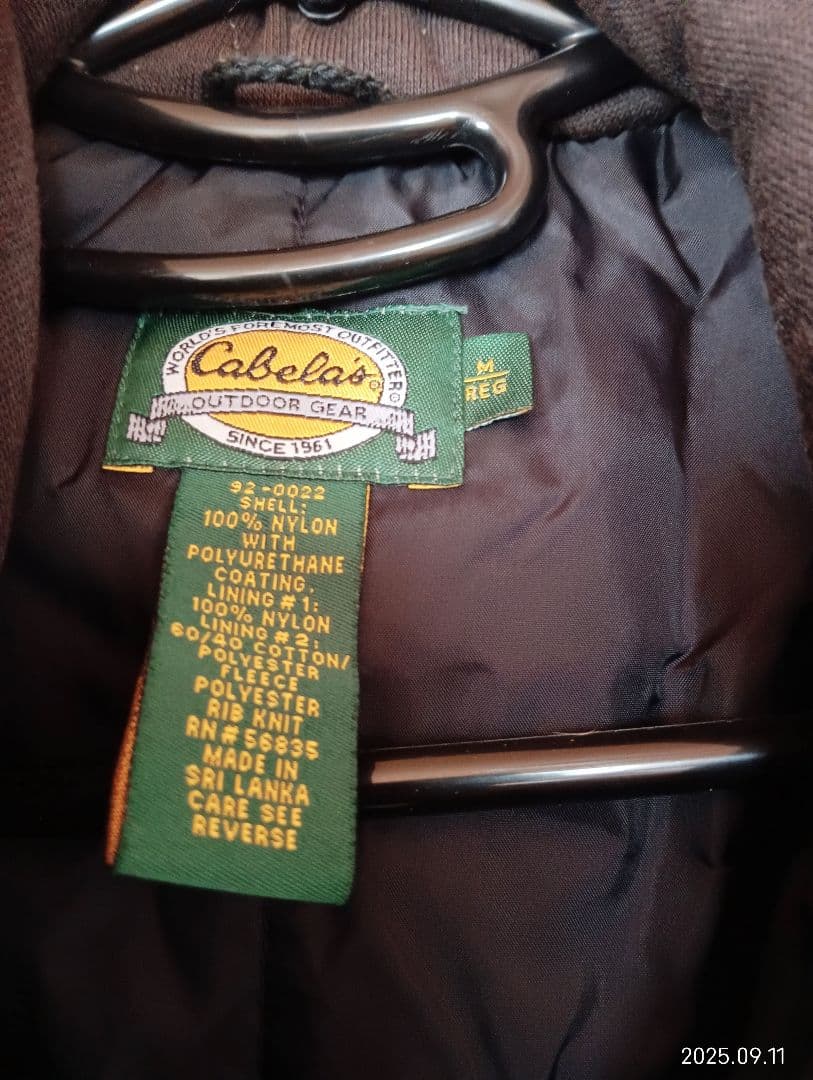 WORLD'S FOREMOST OUTFITTER®
Cabela's®
OUTDOOR GEAR
SINCE 1961
M
REG
92-0022
SHELL:
100% NYLON
WITH
POLYURETHANE
COATING,
LINING #1:
100% NYLON
LINING #2:
60/40 COTTON/
POLYESTER
FLEECE
POLYESTER
RIB KNIT
RN#56835
MADE IN
SRI LANKA
CARE SEE
REVERSE
2025.09.11